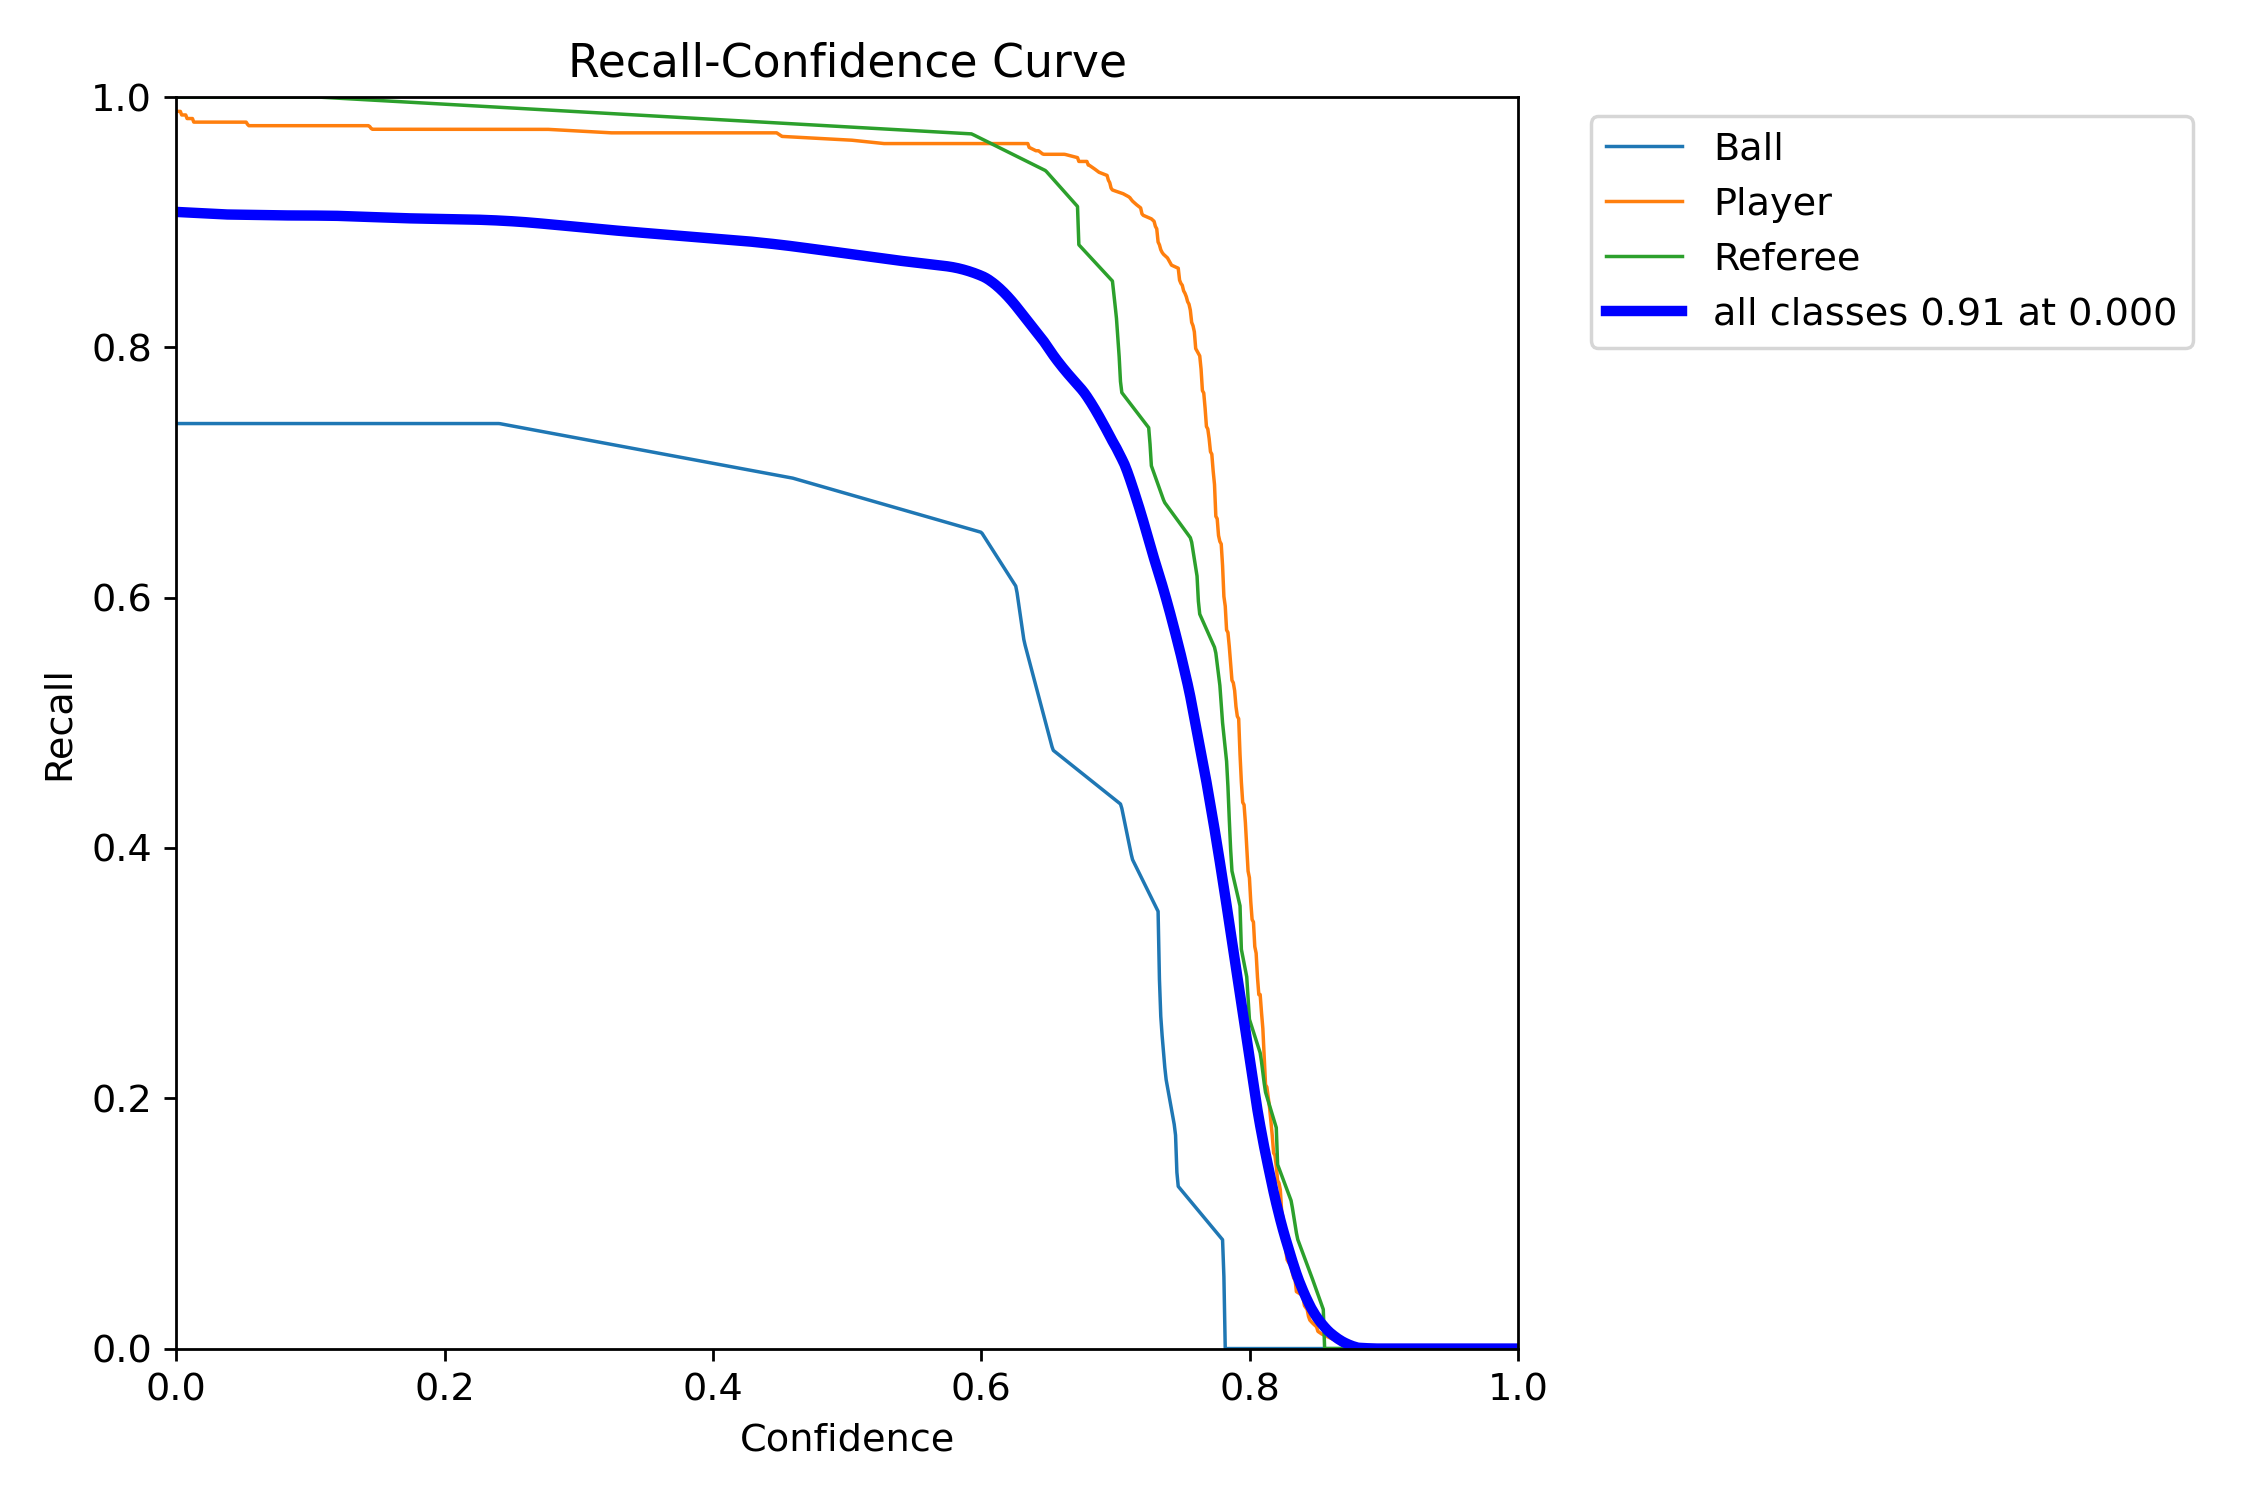 Recall-Confidence Curve
1.0
0.8
0.6
0.4
0.2
0.0
Recall
0.0 0.2 0.4 0.6 0.8 1.0
Confidence
Ball
Player
Referee
all classes 0.91 at 0.000